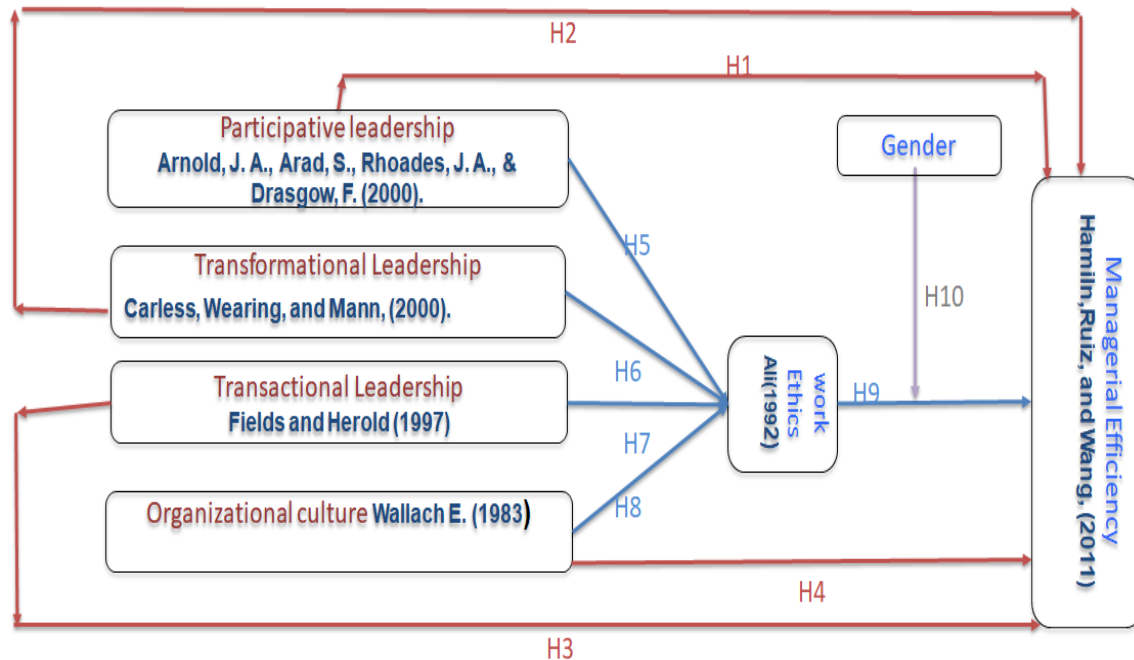 H2
H1
Participative leadership
Arnold, J. A., Arad, S., Rhoades, J. A., &
Drasgow, F. (2000).
Gender
H5
Transformational Leadership
Carless, Wearing, and Mann, (2000).
H10
H6
Transactional Leadership
Fields and Herold (1997)
work
Ethics
Ali(1992)
H9
Managerial Efficiency
Hamiln,Ruiz, and Wang, (2011)
H7
H8
Organizational culture Wallach E. (1983)
H4
H3